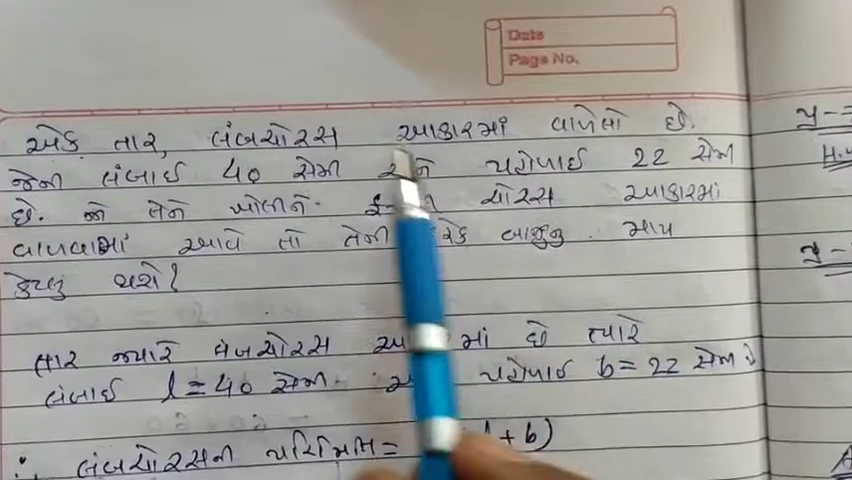 Date
Page No.
એક તાર, લંબચોરસ આકારમાં વાળેલો છે.
જેની લંબાઈ 40 સેમી અને પહોળાઈ 22 સેમી
છે. જો તેને ખોલીને ચોરસ આકારમાં
વાળવામાં આવે તો તેની બાજુનુ માપ
કેટલું થશે?
તાર જ્યારે લંબચોરસ માં છે ત્યારે
લંબાઈ l = 40 સેમી પહોળાઈ b = 22 સેમી
∴ લંબચોરસની પરિમિતિ = l + b)
H.w